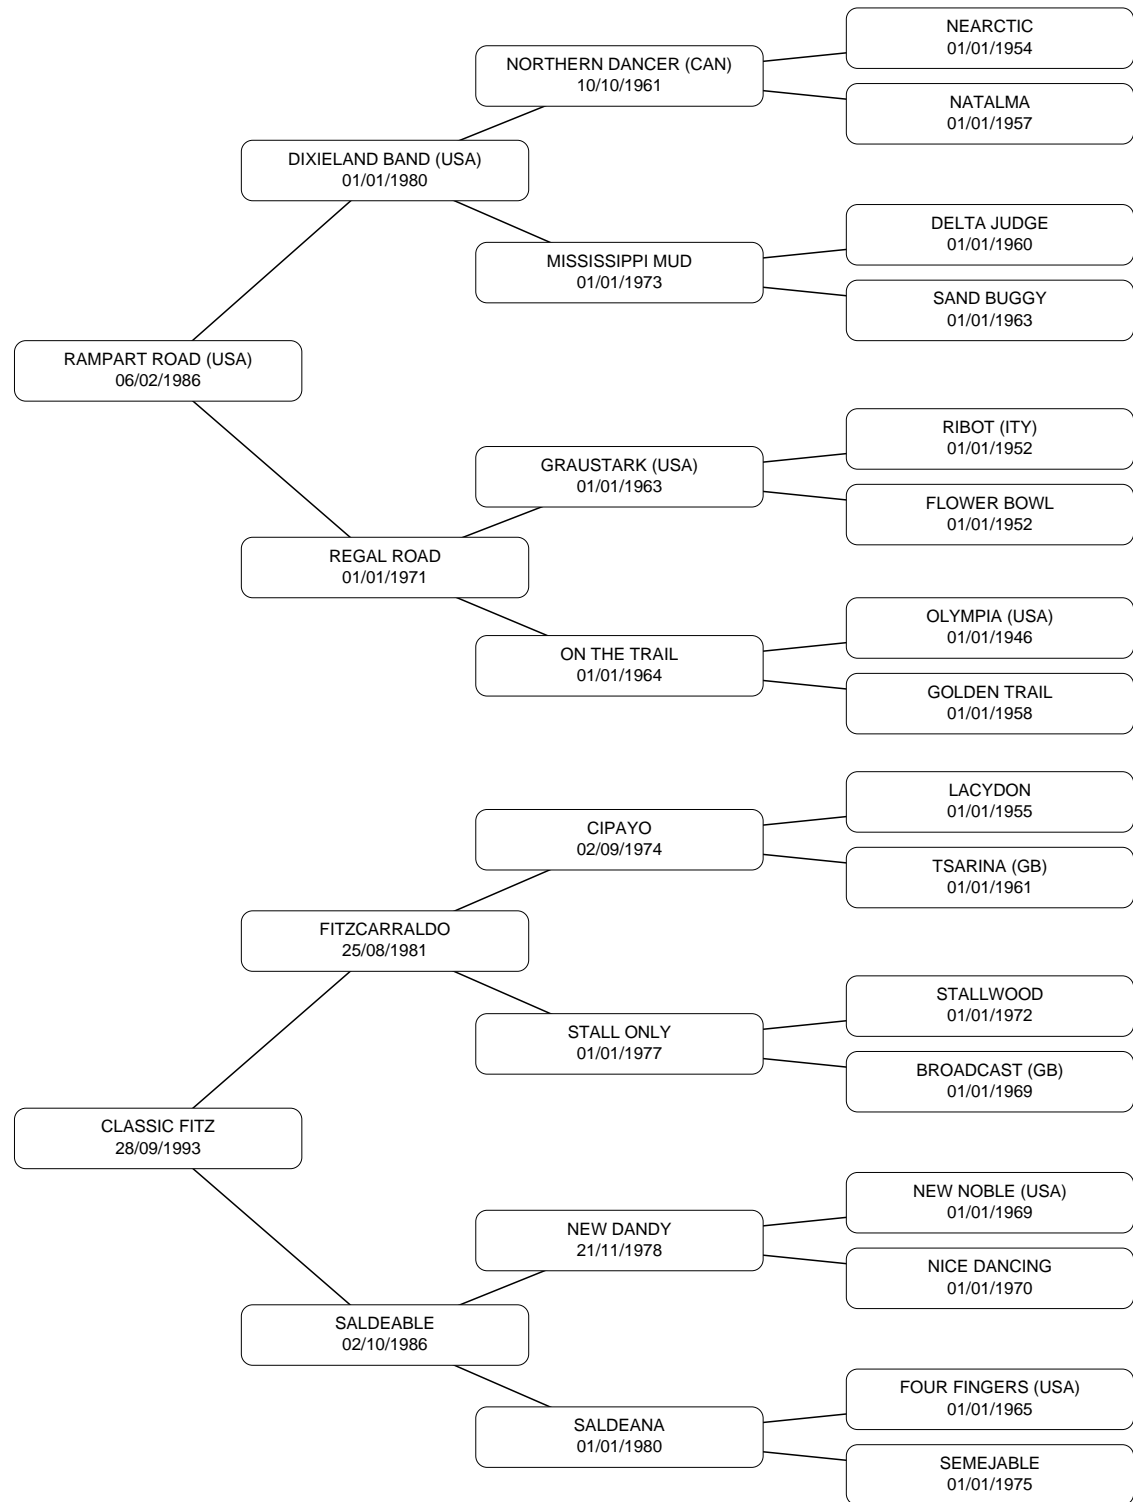 NEARCTIC
01/01/1954
NORTHERN DANCER (CAN)
10/10/1961
NATALMA
01/01/1957
DIXIELAND BAND (USA)
01/01/1980
DELTA JUDGE
01/01/1960
MISSISSIPPI MUD
01/01/1973
SAND BUGGY
01/01/1963
RAMPART ROAD (USA)
06/02/1986
RIBOT (ITY)
01/01/1952
GRAUSTARK (USA)
01/01/1963
FLOWER BOWL
01/01/1952
REGAL ROAD
01/01/1971
OLYMPIA (USA)
01/01/1946
ON THE TRAIL
01/01/1964
GOLDEN TRAIL
01/01/1958
LACYDON
01/01/1955
CIPAYO
02/09/1974
TSARINA (GB)
01/01/1961
FITZCARRALDO
25/08/1981
STALLWOOD
01/01/1972
STALL ONLY
01/01/1977
BROADCAST (GB)
01/01/1969
CLASSIC FITZ
28/09/1993
NEW NOBLE (USA)
01/01/1969
NEW DANDY
21/11/1978
NICE DANCING
01/01/1970
SALDEABLE
02/10/1986
FOUR FINGERS (USA)
01/01/1965
SALDEANA
01/01/1980
SEMEJABLE
01/01/1975